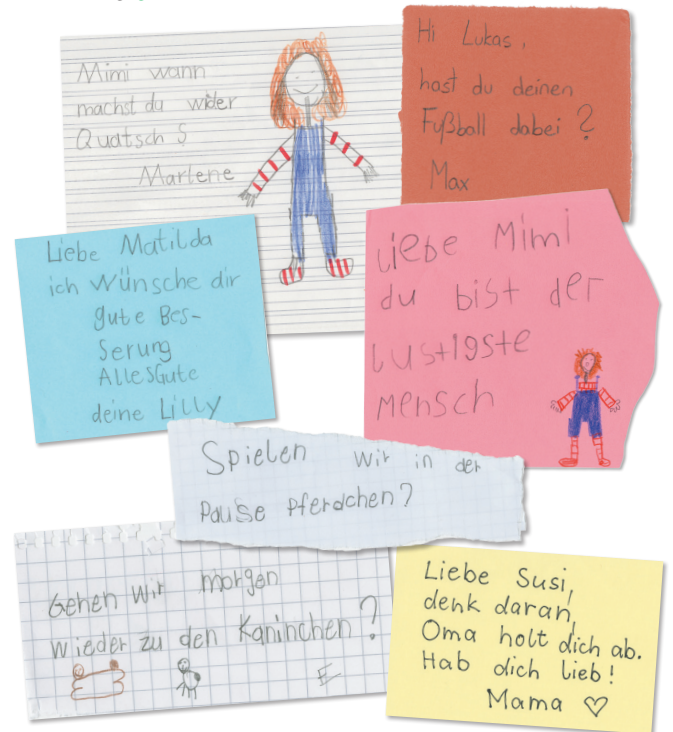 Mimi wann
machst du wider
Quatsch ?
Marlene
Hi Lukas,
hast du deinen
Fußball dabei ?
Max
Liebe Matilda
ich wünsche dir
gute Bes-
serung
Alles Gute
deine Lilly
Liebe Mimi
du bist der
lustigste
Mensch
Spielen wir in der
Pause Pferdchen?
Gehen wir morgen
wieder zu den Kaninchen ?
E
Liebe Susi,
denk daran,
Oma holt dich ab.
Hab dich lieb!
Mama ♡